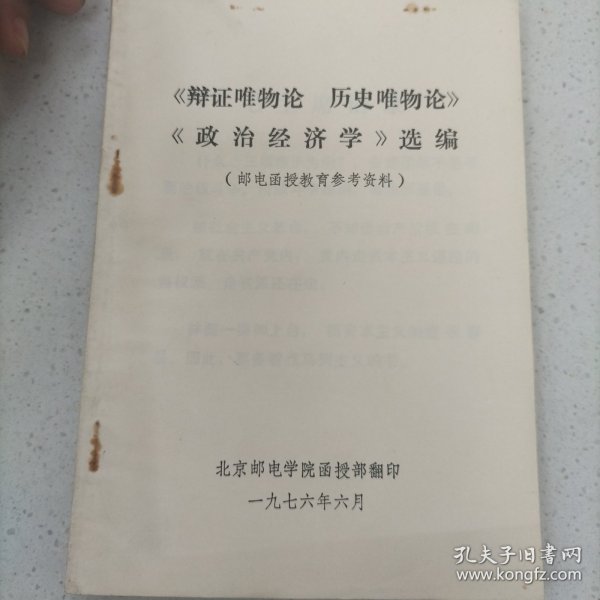 《辩证唯物论　历史唯物论》
《政治经济学》选编
（邮电函授教育参考资料）
北京邮电学院函授部翻印
一九七六年六月
孔夫子旧书网
www.kongfz.com